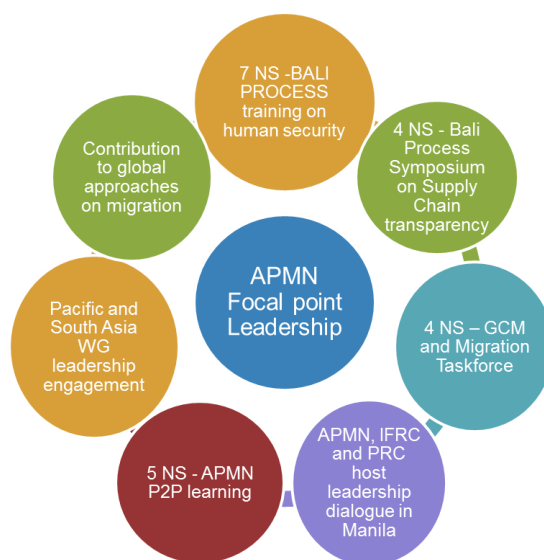 7 NS -BALI
PROCESS
training on
human security
4 NS - Bali
Process
Symposium
on Supply
Chain
transparency
4 NS – GCM
and Migration
Taskforce
APMN, IFRC
and PRC
host
leadership
dialogue in
Manila
5 NS - APMN
P2P learning
Pacific and
South Asia
WG
leadership
engagement
Contribution
to global
approaches
on migration
APMN
Focal point
Leadership